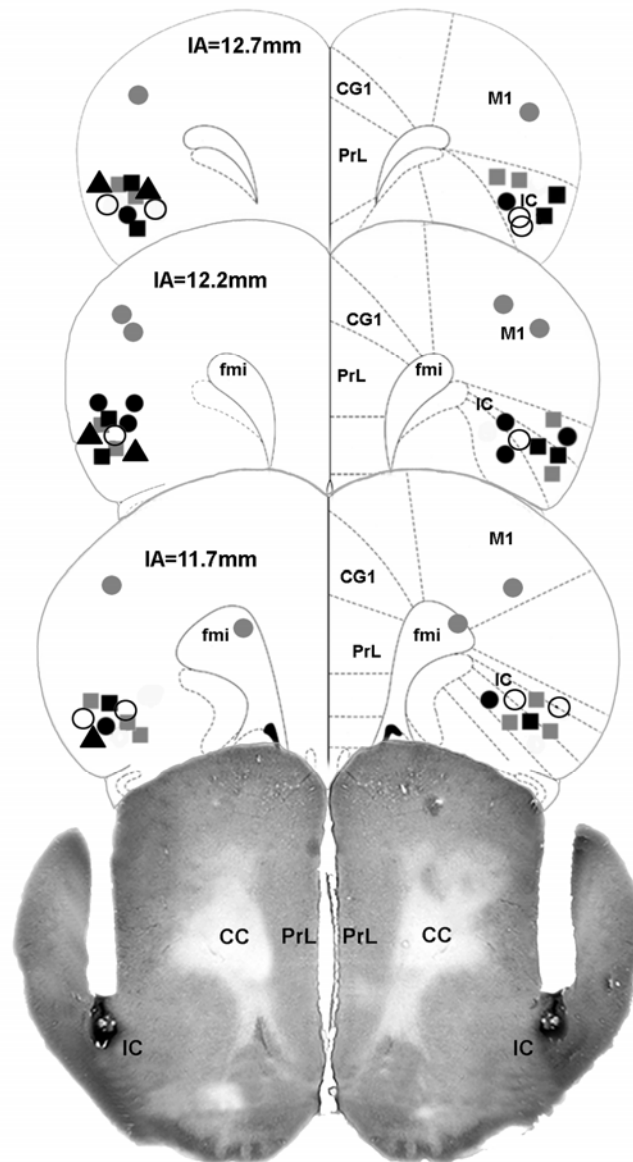 IA=12.7mm
CG1
M1
PrL
IC
IA=12.2mm
CG1
M1
fmi
PrL
fmi
IC
M1
IA=11.7mm
CG1
fmi
PrL
fmi
IC
CC
PrL
PrL
CC
IC
IC